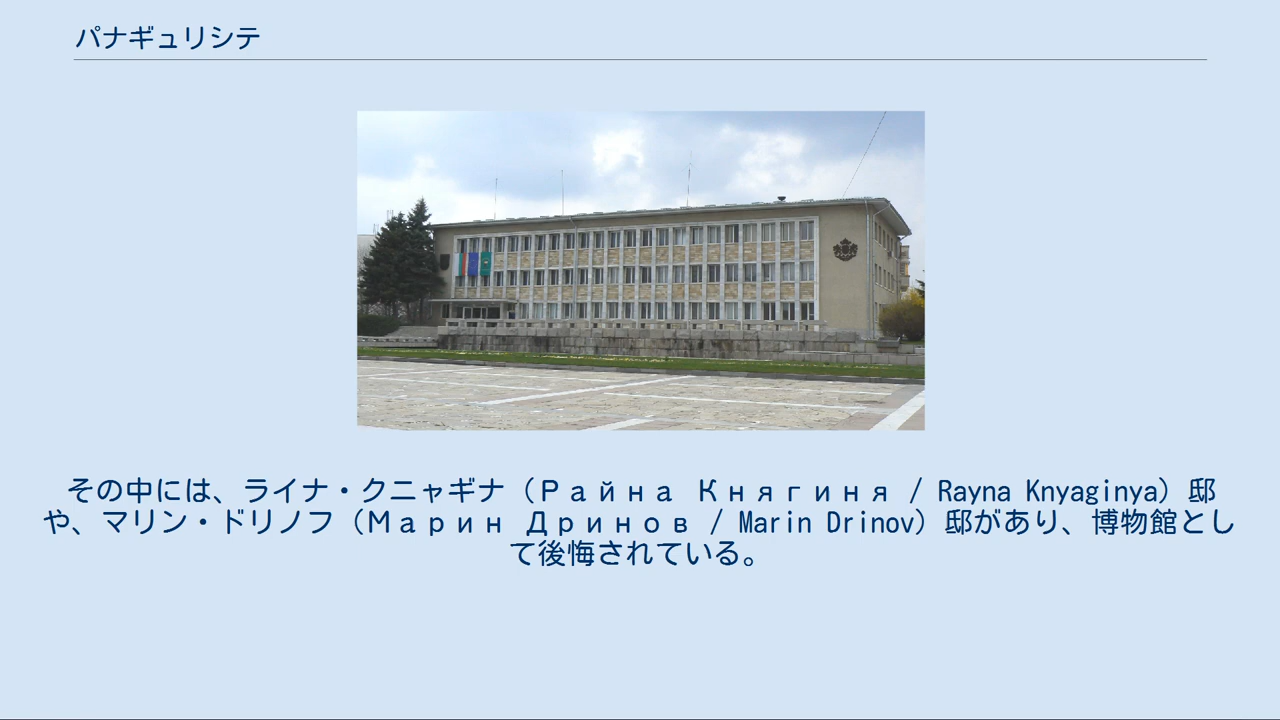 パナギュリシテ
その中には、ライナ・クニャギナ（Райна Княгиня / Rayna Knyaginya）邸
や、マリン・ドリノフ（Марин Дринов / Marin Drinov）邸があり、博物館とし
て後悔されている。